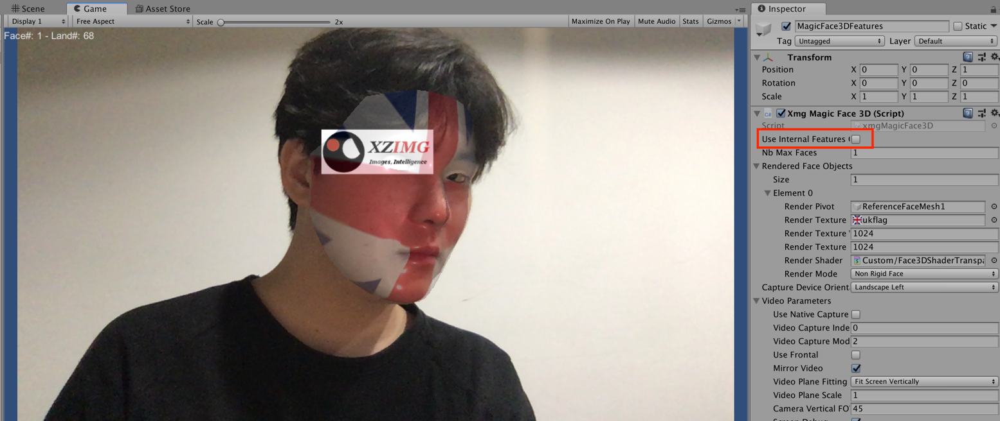 Scene
Game
Asset Store
Display 1
Free Aspect
Scale
2x
Maximize On Play
Mute Audio
Stats
Gizmos
Face#: 1 - Land#: 68
XZIMG
Images, Intelligence
Inspector
MagicFace3DFeatures
Static
Tag Untagged Layer Default
Transform
Position X 0 Y 0 Z 1
Rotation X 0 Y 0 Z 0
Scale X 1 Y 1 Z 1
C# Xmg Magic Face 3D (Script)
Script xmgMagicFace3D
Use Internal Features
Nb Max Faces 1
Rendered Face Objects
Size 1
Element 0
Render Pivot ReferenceFaceMesh1
Render Texture ukflag
Render Texture 1024
Render Texture 1024
Render Shader Custom/Face3DShaderTranspa
Render Mode Non Rigid Face
Capture Device Orient Landscape Left
Video Parameters
Use Native Capture
Video Capture Inde 0
Video Capture Mod 2
Use Frontal
Mirror Video
Video Plane Fitting Fit Screen Vertically
Video Plane Scale 1
Camera Vertical FO 45